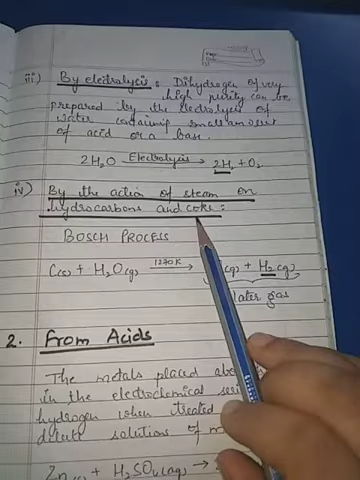 iii) By electrolysis : Dihydrogen of very
high purity can be
prepared by the electrolysis of
water containing small amount
of acid or a base.
2H₂O Electrolysis → 2H₂ + O₂
iv) By the action of steam on
hydrocarbons and coke :
BOSCH PROCESS
C(s) + H₂O(g) 1270K → (g) + H₂(g)
Water gas
2. From Acids
The metals placed abo
in the electrochemical seri
hydrogen when treated
dilute solutions of m
Zn(s) + H₂SO₄(aq) →